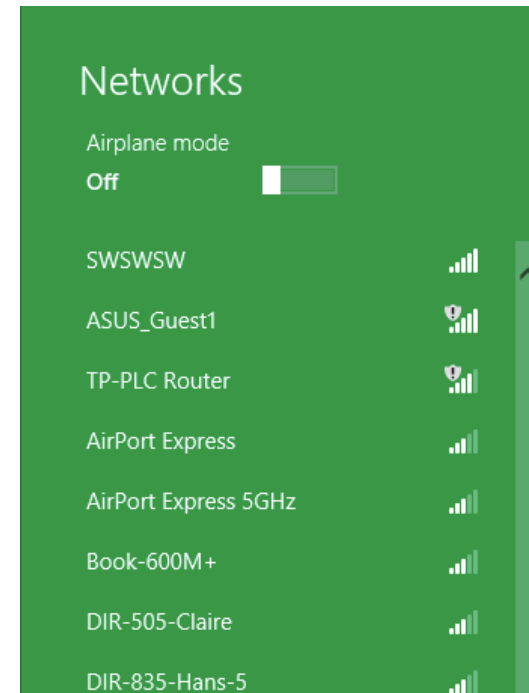 Networks
Airplane mode
Off
SWSWSW
ASUS_Guest1
TP-PLC Router
AirPort Express
AirPort Express 5GHz
Book-600M+
DIR-505-Claire
DIR-835-Hans-5